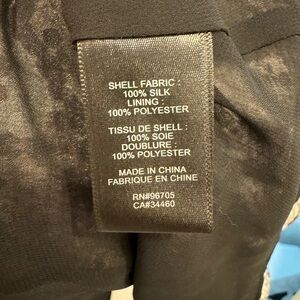 SHELL FABRIC :
100% SILK
LINING :
100% POLYESTER
TISSU DE SHELL :
100% SOIE
DOUBLURE :
100% POLYESTER
MADE IN CHINA
FABRIQUE EN CHINE
RN#96705
CA#34460